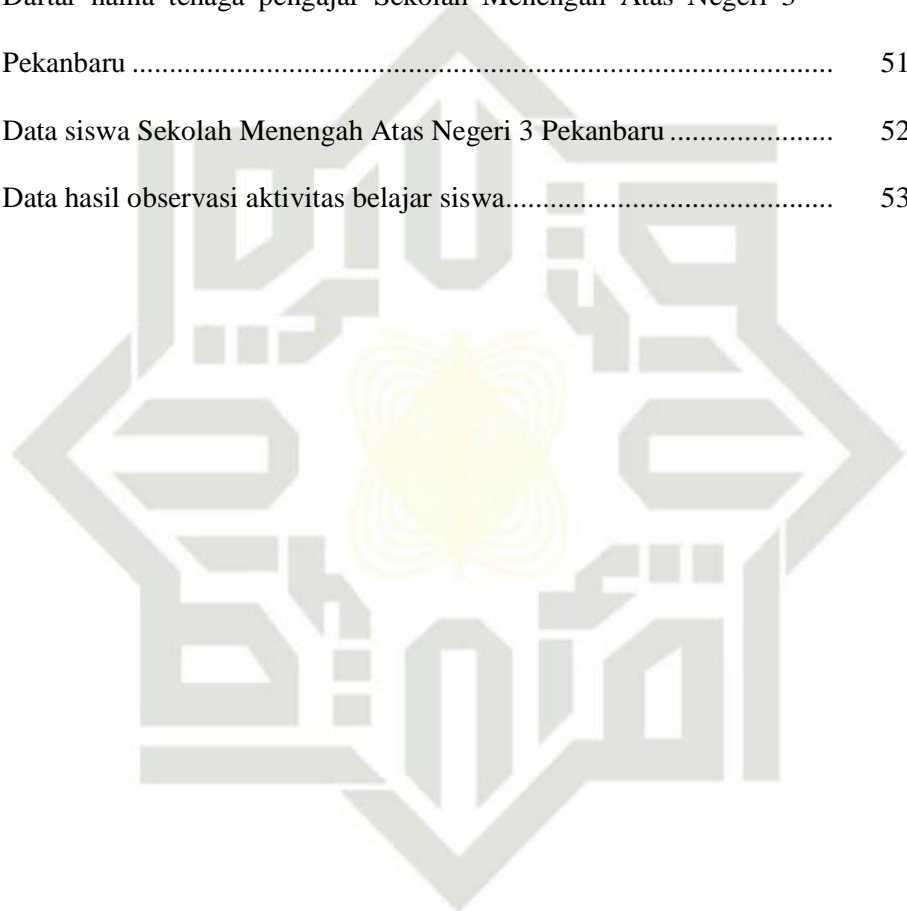 Daftar nama tenaga pengajar Sekolah Menengah Atas Negeri 3
Pekanbaru ............................................................................................... 51
Data siswa Sekolah Menengah Atas Negeri 3 Pekanbaru ...................... 52
Data hasil observasi aktivitas belajar siswa............................................ 53